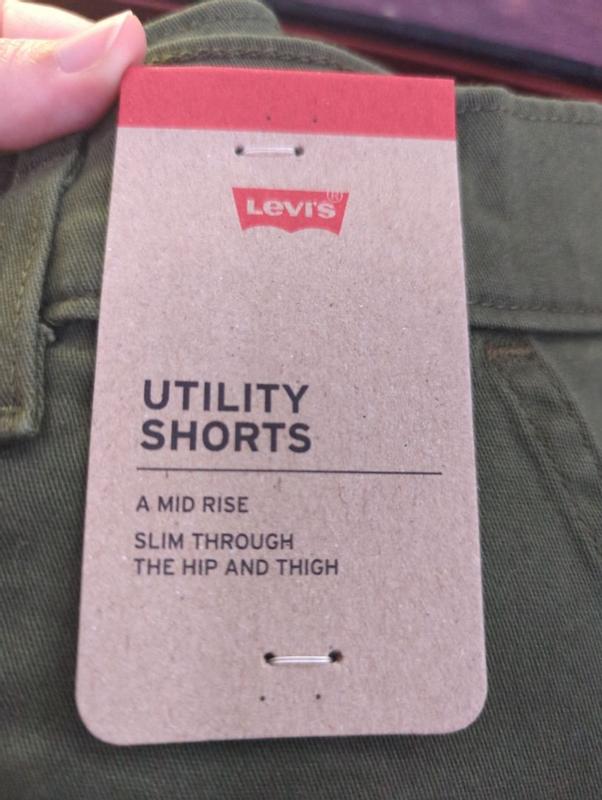 Levi's®
UTILITY
SHORTS
A MID RISE
SLIM THROUGH
THE HIP AND THIGH